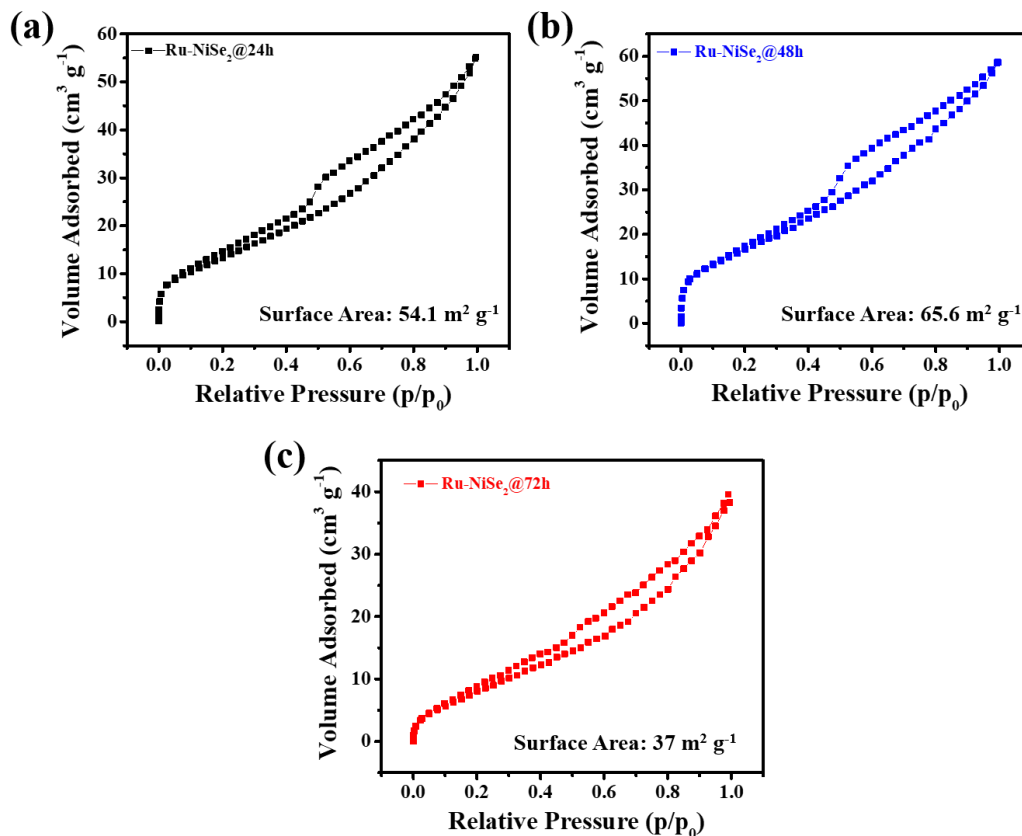 (a)
Ru-NiSe₂@24h
Volume Adsorbed (cm³ g⁻¹)
60
50
40
30
20
10
0
Surface Area: 54.1 m² g⁻¹
0.0 0.2 0.4 0.6 0.8 1.0
Relative Pressure (p/p₀)
(b)
Ru-NiSe₂@48h
Volume Adsorbed (cm³ g⁻¹)
60
50
40
30
20
10
0
Surface Area: 65.6 m² g⁻¹
0.0 0.2 0.4 0.6 0.8 1.0
Relative Pressure (p/p₀)
(c)
Ru-NiSe₂@72h
Volume Adsorbed (cm³ g⁻¹)
40
30
20
10
0
Surface Area: 37 m² g⁻¹
0.0 0.2 0.4 0.6 0.8 1.0
Relative Pressure (p/p₀)